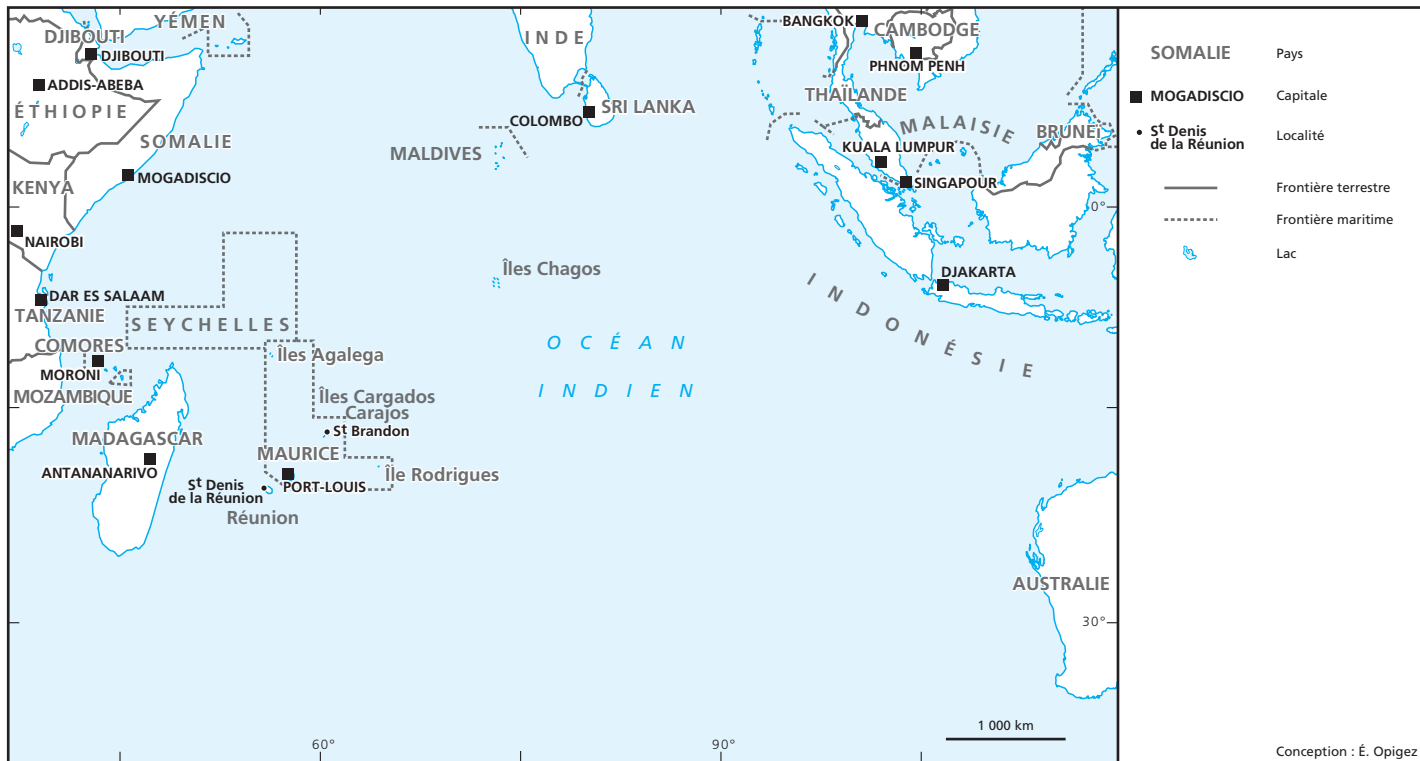 YÉMEN
DJIBOUTI
DJIBOUTI
ADDIS-ABEBA
ÉTHIOPIE
SOMALIE
MOGADISCIO
KENYA
NAIROBI
DAR ES SALAAM
TANZANIE
SEYCHELLES
COMORES
MORONI
MOZAMBIQUE
MADAGASCAR
ANTANANARIVO
Îles Agalega
Îles Cargados
Carajos
St Brandon
MAURICE
PORT-LOUIS
Île Rodrigues
St Denis
de la Réunion
Réunion
INDE
SRI LANKA
COLOMBO
MALDIVES
Îles Chagos
OCÉAN
INDIEN
BANGKOK
CAMBODGE
PHNOM PENH
THAÏLANDE
MALAISIE
BRUNEï
KUALA LUMPUR
SINGAPOUR
DJAKARTA
INDONÉSIE
AUSTRALIE
0°
30°
60°
90°
1 000 km
SOMALIE Pays
MOGADISCIO Capitale
St Denis
de la Réunion Localité
Frontière terrestre
Frontière maritime
Lac
Conception : É. Opigez